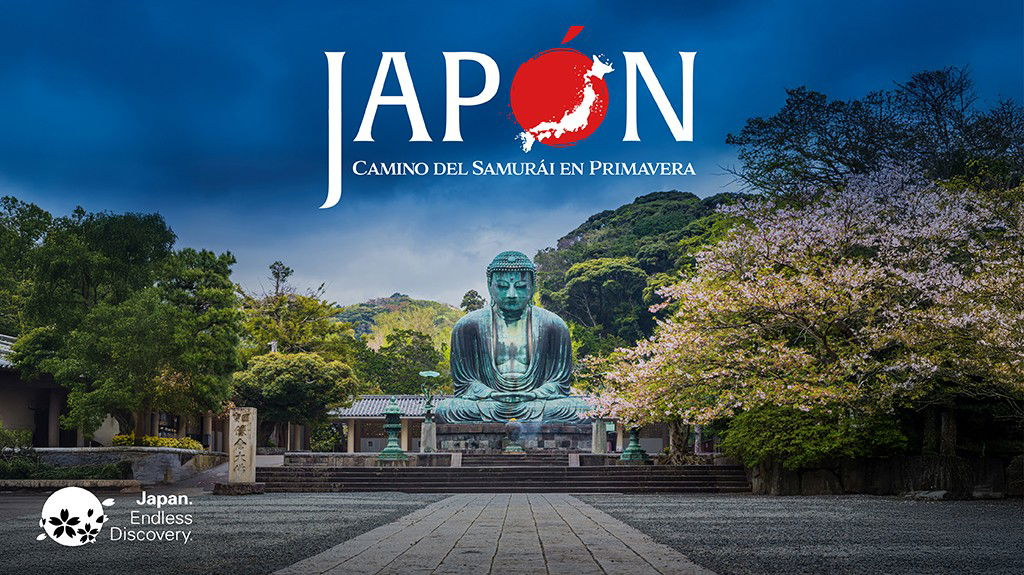 JAPÓN
CAMINO DEL SAMURÁI EN PRIMAVERA
Japan.
Endless
Discovery.